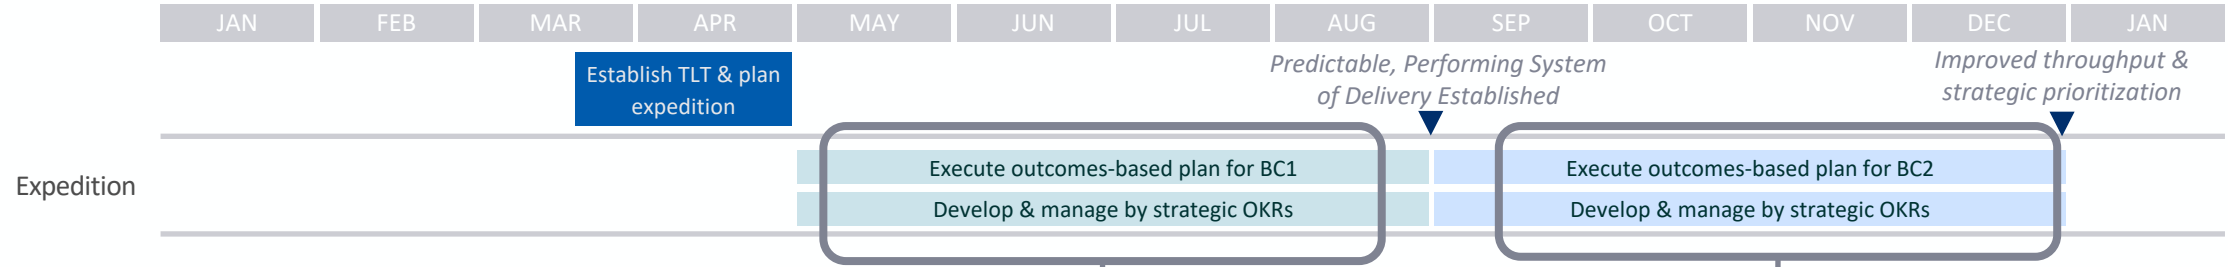 JAN FEB MAR APR MAY JUN JUL AUG SEP OCT NOV DEC JAN
Establish TLT & plan
expedition
Predictable, Performing System
of Delivery Established
Improved throughput &
strategic prioritization
Expedition
Execute outcomes-based plan for BC1
Develop & manage by strategic OKRs
Execute outcomes-based plan for BC2
Develop & manage by strategic OKRs